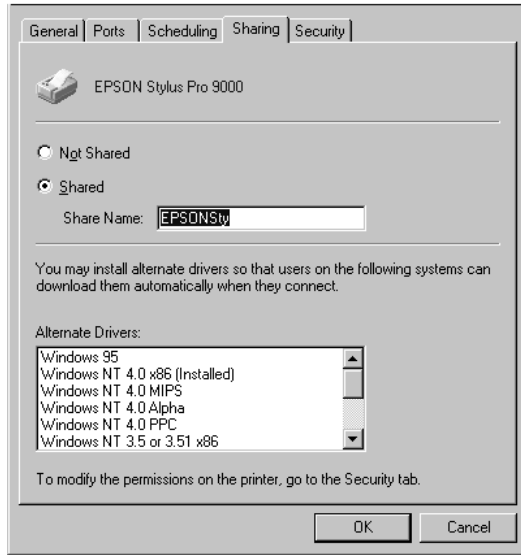 General Ports Scheduling Sharing Security
EPSON Stylus Pro 9000
Not Shared
Shared
Share Name: EPSONSty
You may install alternate drivers so that users on the following systems can
download them automatically when they connect.
Alternate Drivers:
Windows 95
Windows NT 4.0 x86 (Installed)
Windows NT 4.0 MIPS
Windows NT 4.0 Alpha
Windows NT 4.0 PPC
Windows NT 3.5 or 3.51 x86
To modify the permissions on the printer, go to the Security tab.
OK Cancel